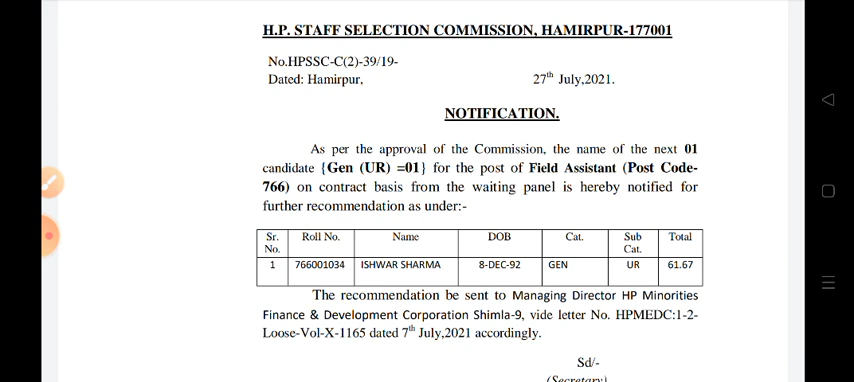 H.P. STAFF SELECTION COMMISSION, HAMIRPUR-177001
No.HPSSC-C(2)-39/19-
Dated: Hamirpur, 27th July,2021.
NOTIFICATION.
As per the approval of the Commission, the name of the next 01
candidate {Gen (UR) =01} for the post of Field Assistant (Post Code-
766) on contract basis from the waiting panel is hereby notified for
further recommendation as under:-
Sr. No. Roll No. Name DOB Cat. Sub Cat. Total
1 766001034 ISHWAR SHARMA 8-DEC-92 GEN UR 61.67
The recommendation be sent to Managing Director HP Minorities
Finance & Development Corporation Shimla-9, vide letter No. HPMEDC:1-2-
Loose-Vol-X-1165 dated 7th July,2021 accordingly.
Sd/-
(Secretary)